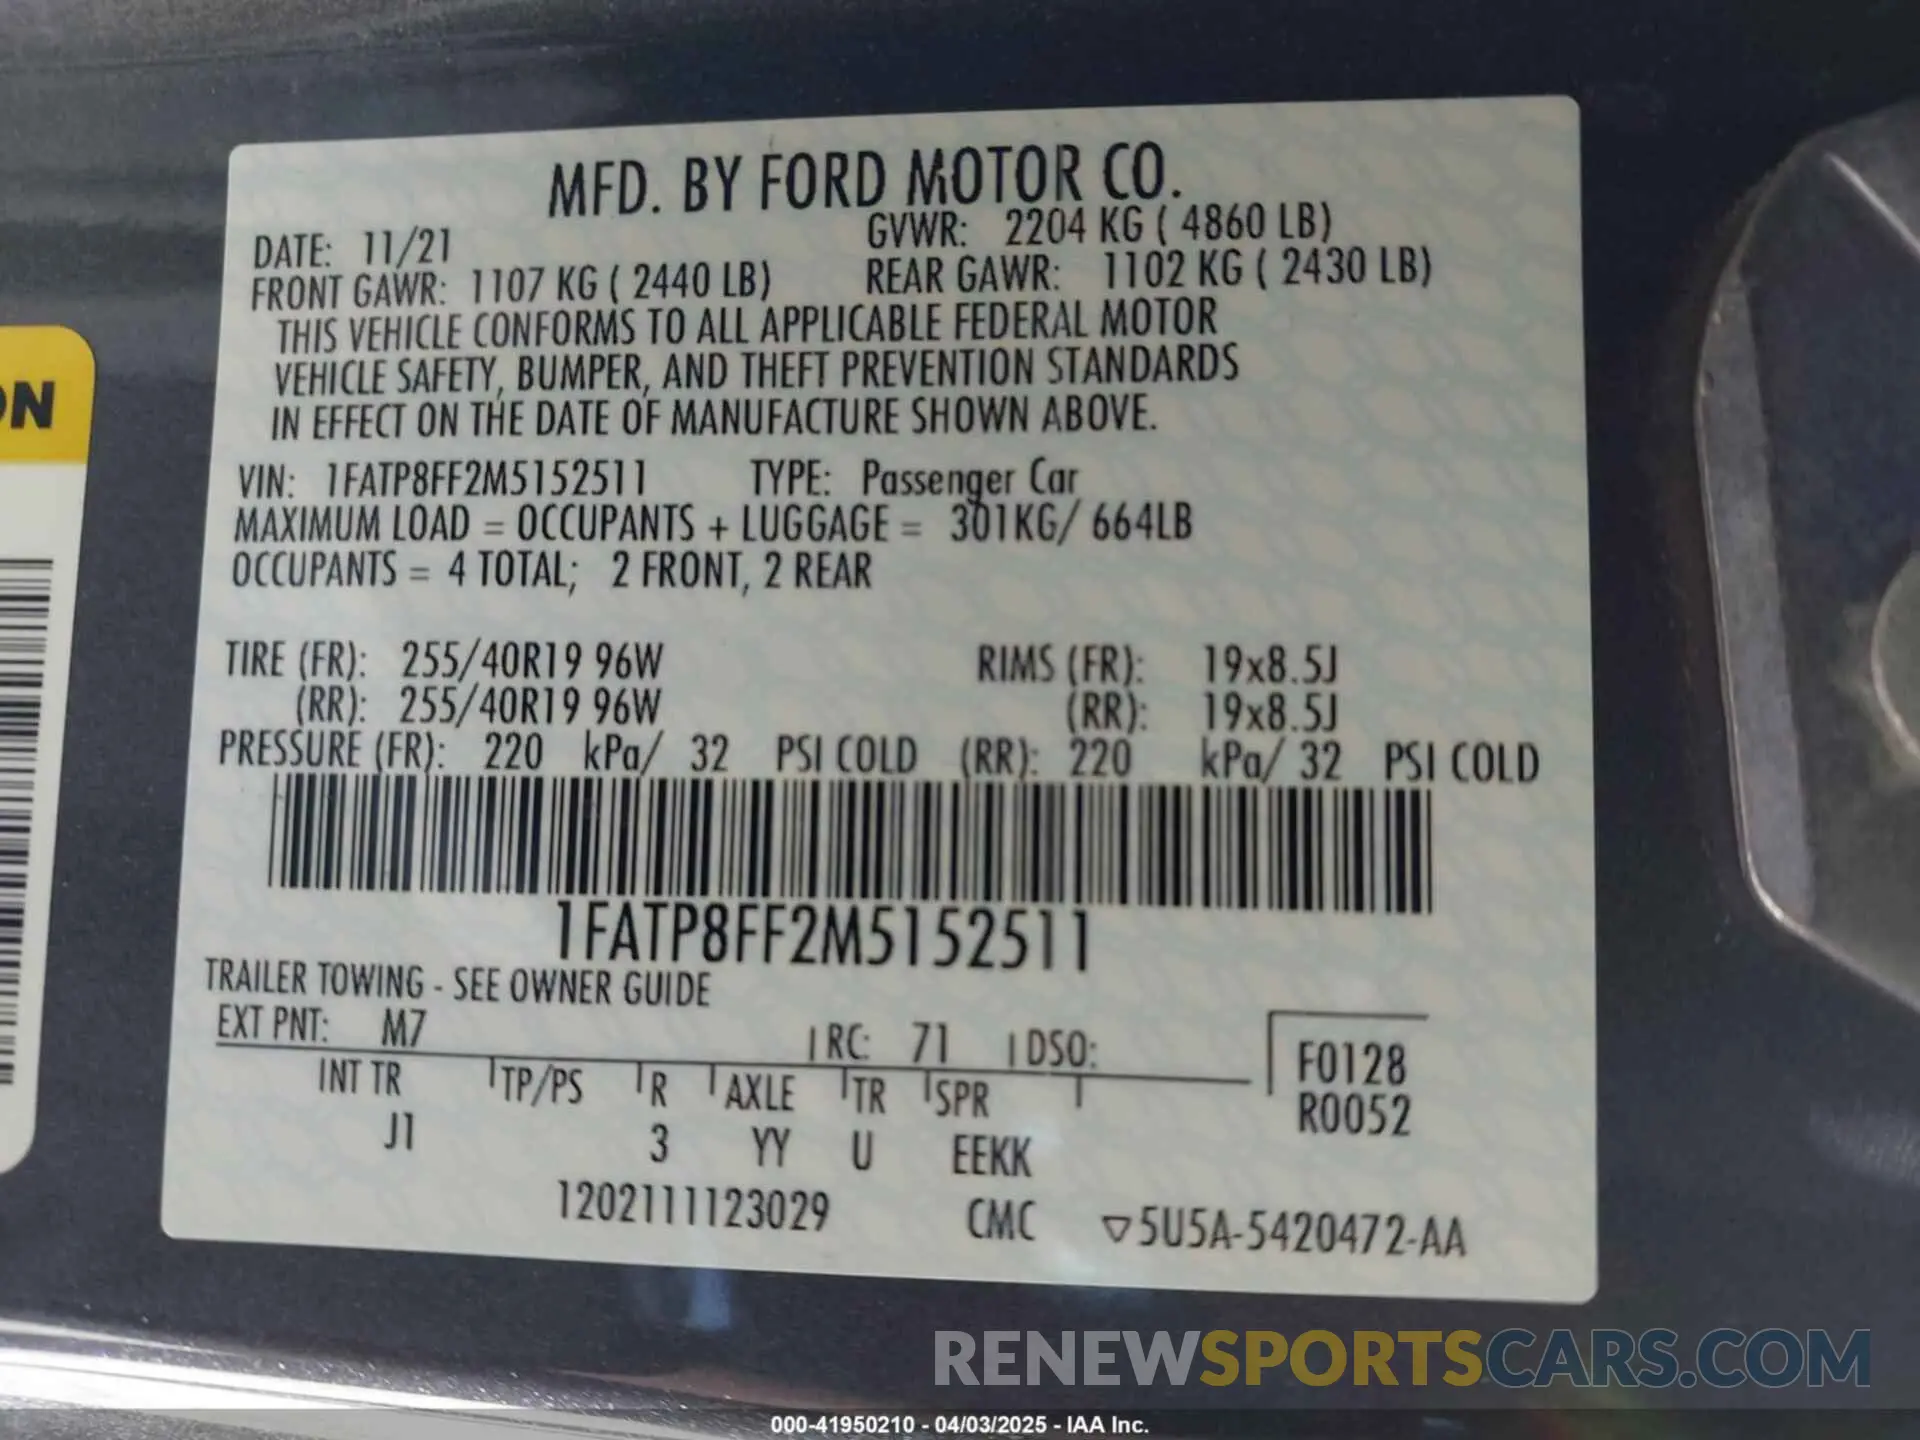 MFD. BY FORD MOTOR CO.
DATE: 11/21 GVWR: 2204 KG ( 4860 LB)
FRONT GAWR: 1107 KG ( 2440 LB) REAR GAWR: 1102 KG ( 2430 LB)
THIS VEHICLE CONFORMS TO ALL APPLICABLE FEDERAL MOTOR
VEHICLE SAFETY, BUMPER, AND THEFT PREVENTION STANDARDS
IN EFFECT ON THE DATE OF MANUFACTURE SHOWN ABOVE.
VIN: 1FATP8FF2M5152511 TYPE: Passenger Car
MAXIMUM LOAD = OCCUPANTS + LUGGAGE = 301KG/ 664LB
OCCUPANTS = 4 TOTAL; 2 FRONT, 2 REAR
TIRE (FR): 255/40R19 96W RIMS (FR): 19x8.5J
(RR): 255/40R19 96W (RR): 19x8.5J
PRESSURE (FR): 220 kPa/ 32 PSI COLD (RR): 220 kPa/ 32 PSI COLD
1FATP8FF2M5152511
TRAILER TOWING - SEE OWNER GUIDE
EXT PNT: M7 RC: 71 DSO:
INT TR TP/PS R AXLE TR SPR
J1 3 YY U EEKK
F0128
R0052
1202111123029 CMC ▽5U5A-5420472-AA
ON
RENEWSPORTSCARS.COM
000-41950210 - 04/03/2025 - IAA Inc.